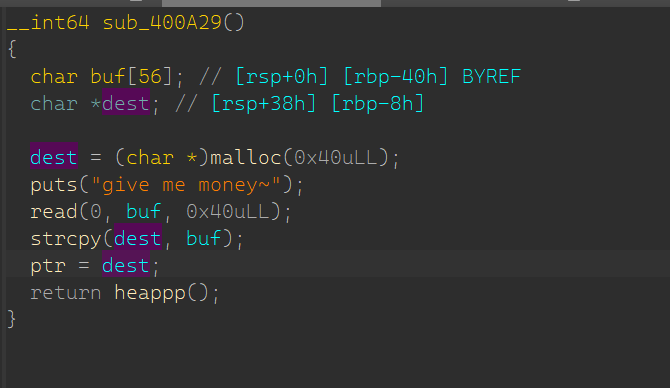 __int64 sub_400A29()
{
  char buf[56]; // [rsp+0h] [rbp-40h] BYREF
  char *dest; // [rsp+38h] [rbp-8h]

  dest = (char *)malloc(0x40uLL);
  puts("give me money~");
  read(0, buf, 0x40uLL);
  strcpy(dest, buf);
  ptr = dest;
  return heappp();
}